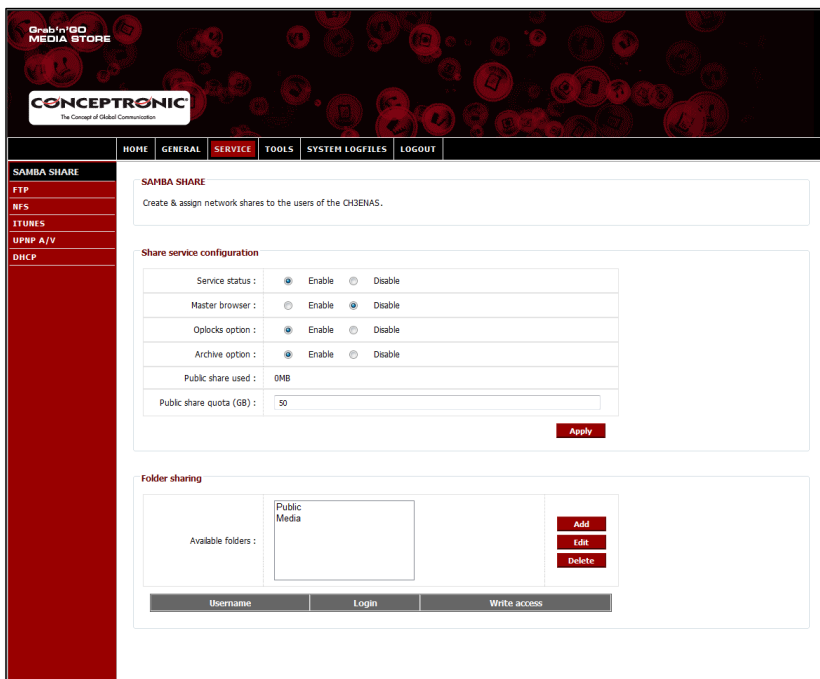 Grab'n'GO
MEDIA STORE
CONCEPTRONIC®
The Concept of Global Communication
HOME GENERAL SERVICE TOOLS SYSTEM LOGFILES LOGOUT
SAMBA SHARE
FTP
NFS
ITUNES
UPNP A/V
DHCP
SAMBA SHARE
Create & assign network shares to the users of the CH3ENAS.
Share service configuration
Service status : Enable Disable
Master browser : Enable Disable
Oplocks option : Enable Disable
Archive option : Enable Disable
Public share used : 0MB
Public share quota (GB) : 50
Apply
Folder sharing
Available folders :
Public
Media
Add
Edit
Delete
Username Login Write access